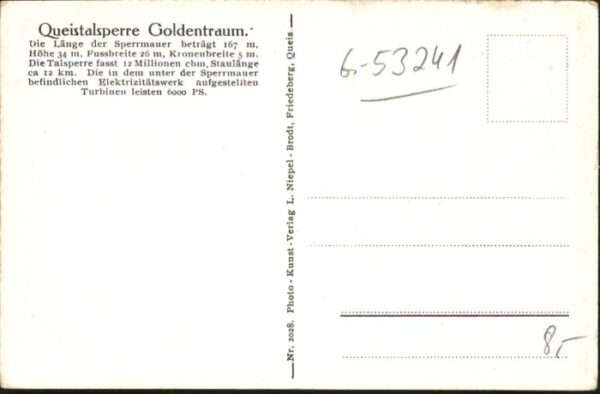 Queistalsperre Goldentraum.
Die Länge der Sperrmauer beträgt 167 m,
Höhe 34 m, Fussbreite 26 m, Kronenbreite 5 m.
Die Talsperre fasst 12 Millionen cbm, Staulänge
ca 12 km. Die in dem unter der Sperrmauer
befindlichen Elektrizitätswerk aufgestellten
Turbinen leisten 6000 PS.
Nr. 2028. Photo-Kunst-Verlag L. Niepel-Brodt, Friedeberg, Queis
6-53241
8,-